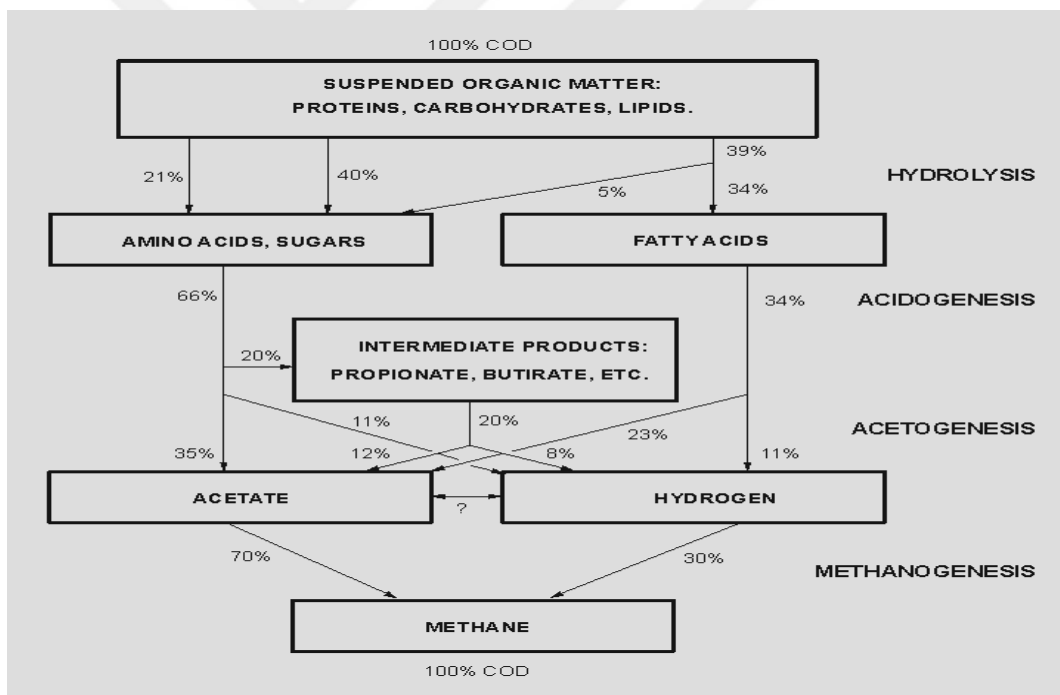 100% COD
SUSPENDED ORGANIC MATTER:
PROTEINS, CARBOHYDRATES, LIPIDS.
39%
21%
40%
5%
34%
HYDROLYSIS
AMINO ACIDS, SUGARS
FATTY ACIDS
66%
34%
ACIDOGENESIS
INTERMEDIATE PRODUCTS:
PROPIONATE, BUTIRATE, ETC.
20%
11%
20%
23%
ACETOGENESIS
35%
12%
8%
11%
ACETATE
HYDROGEN
?
70%
30%
METHANOGENESIS
METHANE
100% COD